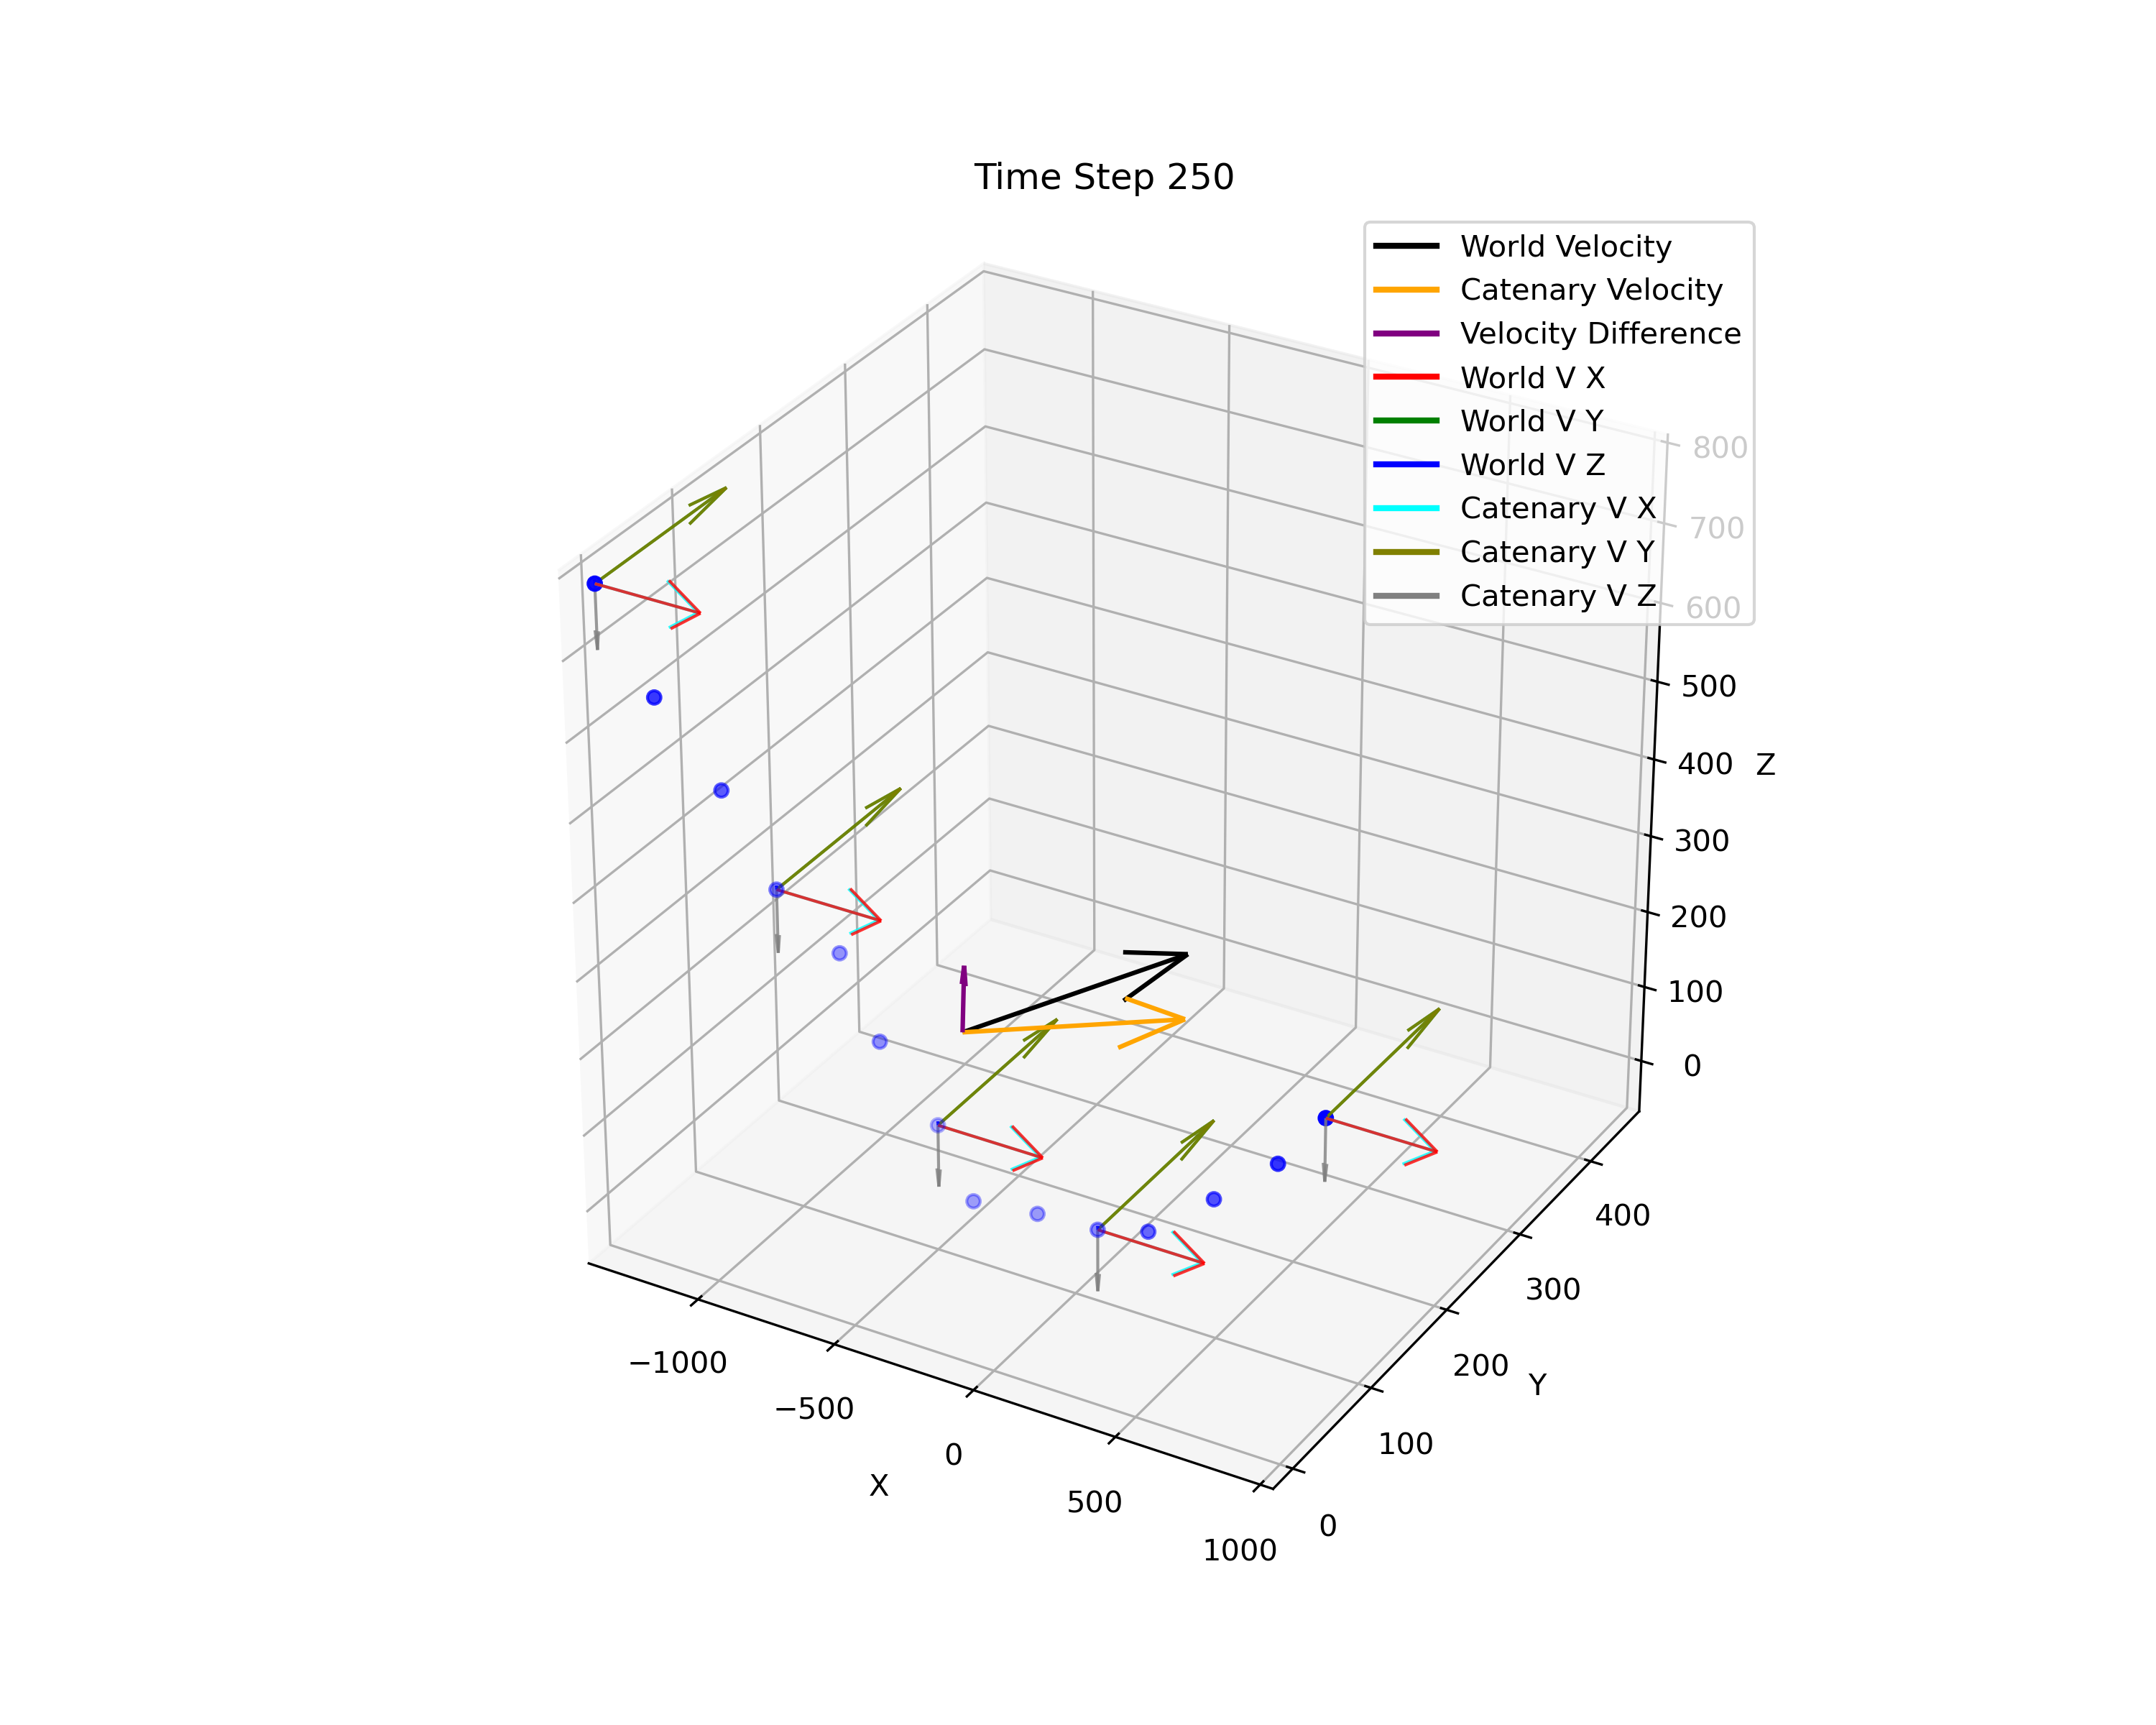 Time Step 250
World Velocity
Catenary Velocity
Velocity Difference
World V X
World V Y
World V Z
Catenary V X
Catenary V Y
Catenary V Z
800
700
600
500
400
Z
300
200
100
0
400
300
200
Y
100
0
−1000
−500
0
X
500
1000